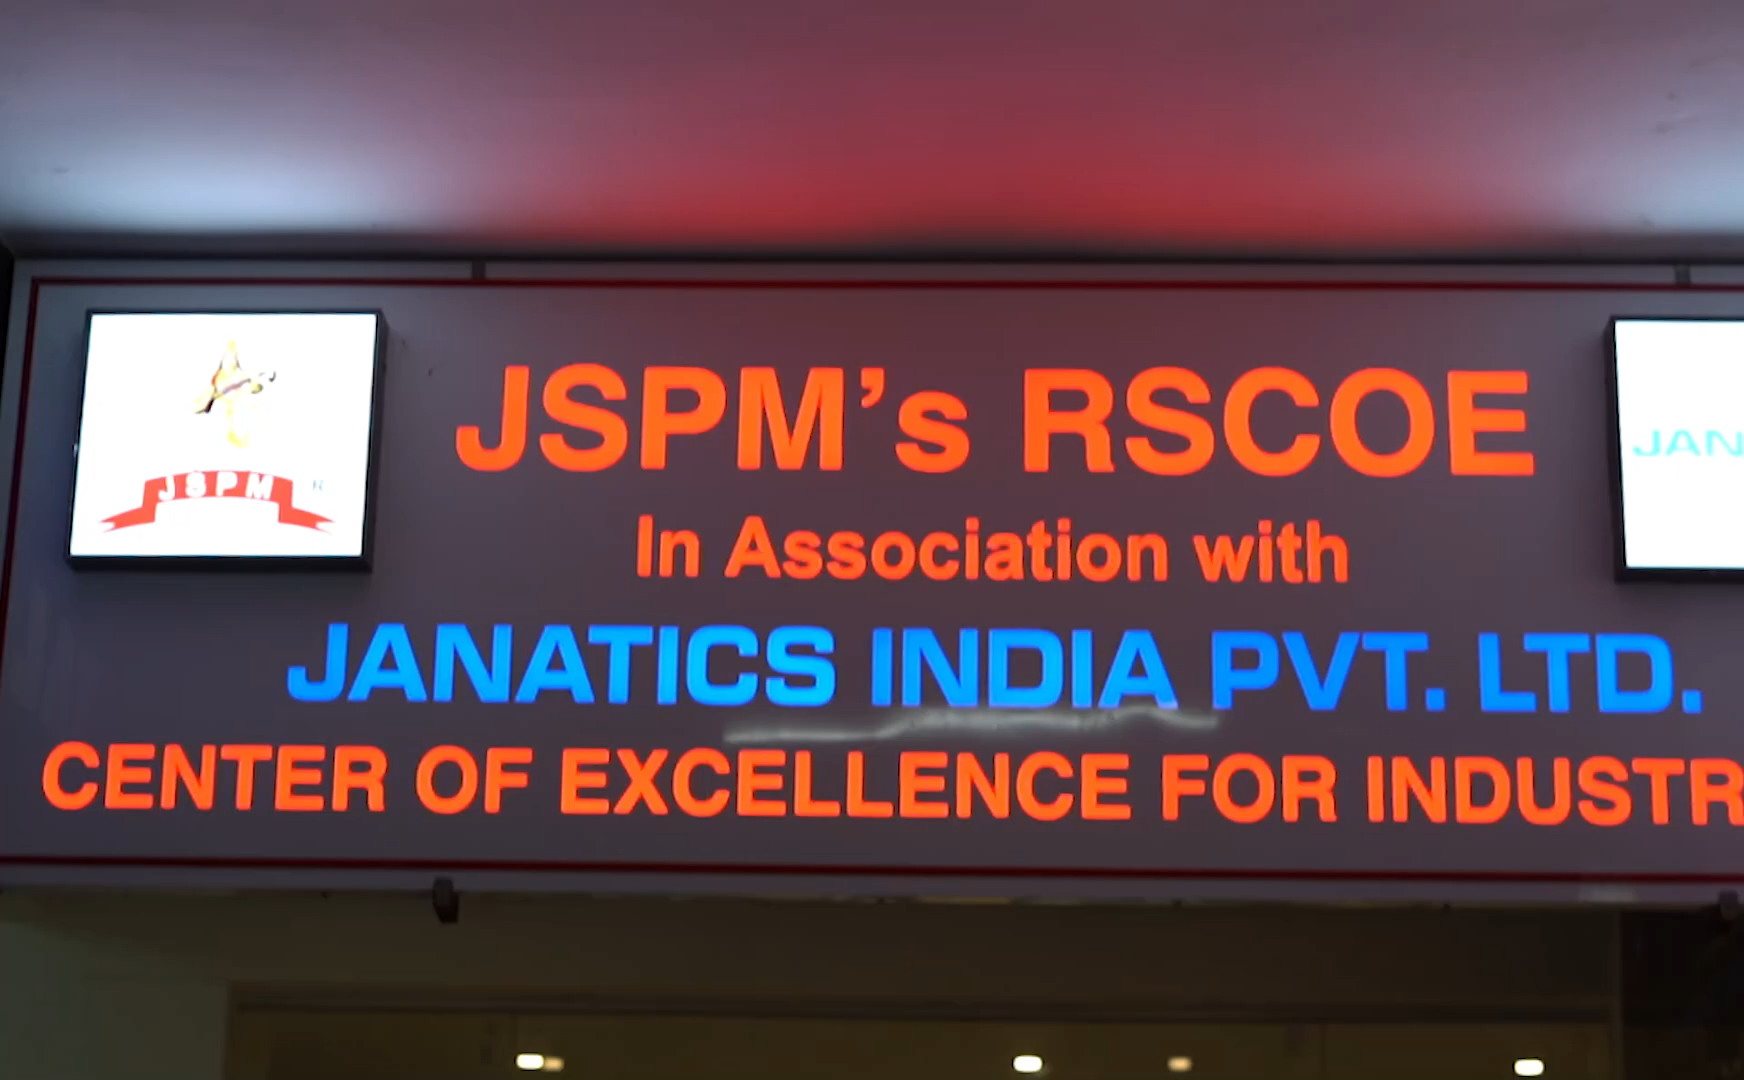 JSPM ®
JSPM's RSCOE
JAN
In Association with
JANATICS INDIA PVT. LTD.
CENTER OF EXCELLENCE FOR INDUSTR